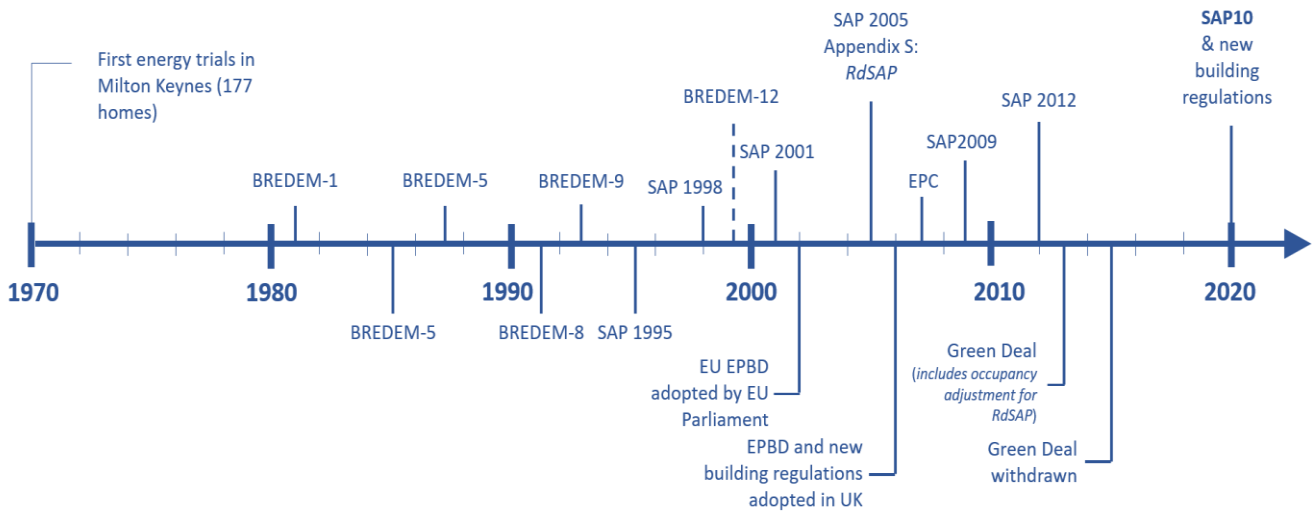 First energy trials in
Milton Keynes (177
homes)
BREDEM-1
BREDEM-5
BREDEM-9
SAP 1998
BREDEM-12
SAP 2001
SAP 2005
Appendix S:
RdSAP
EPC
SAP2009
SAP 2012
SAP10
& new
building
regulations
1970
1980
1990
2000
2010
2020
BREDEM-5
BREDEM-8
SAP 1995
EU EPBD
adopted by EU
Parliament
EPBD and new
building regulations
adopted in UK
Green Deal
(includes occupancy
adjustment for
RdSAP)
Green Deal
withdrawn